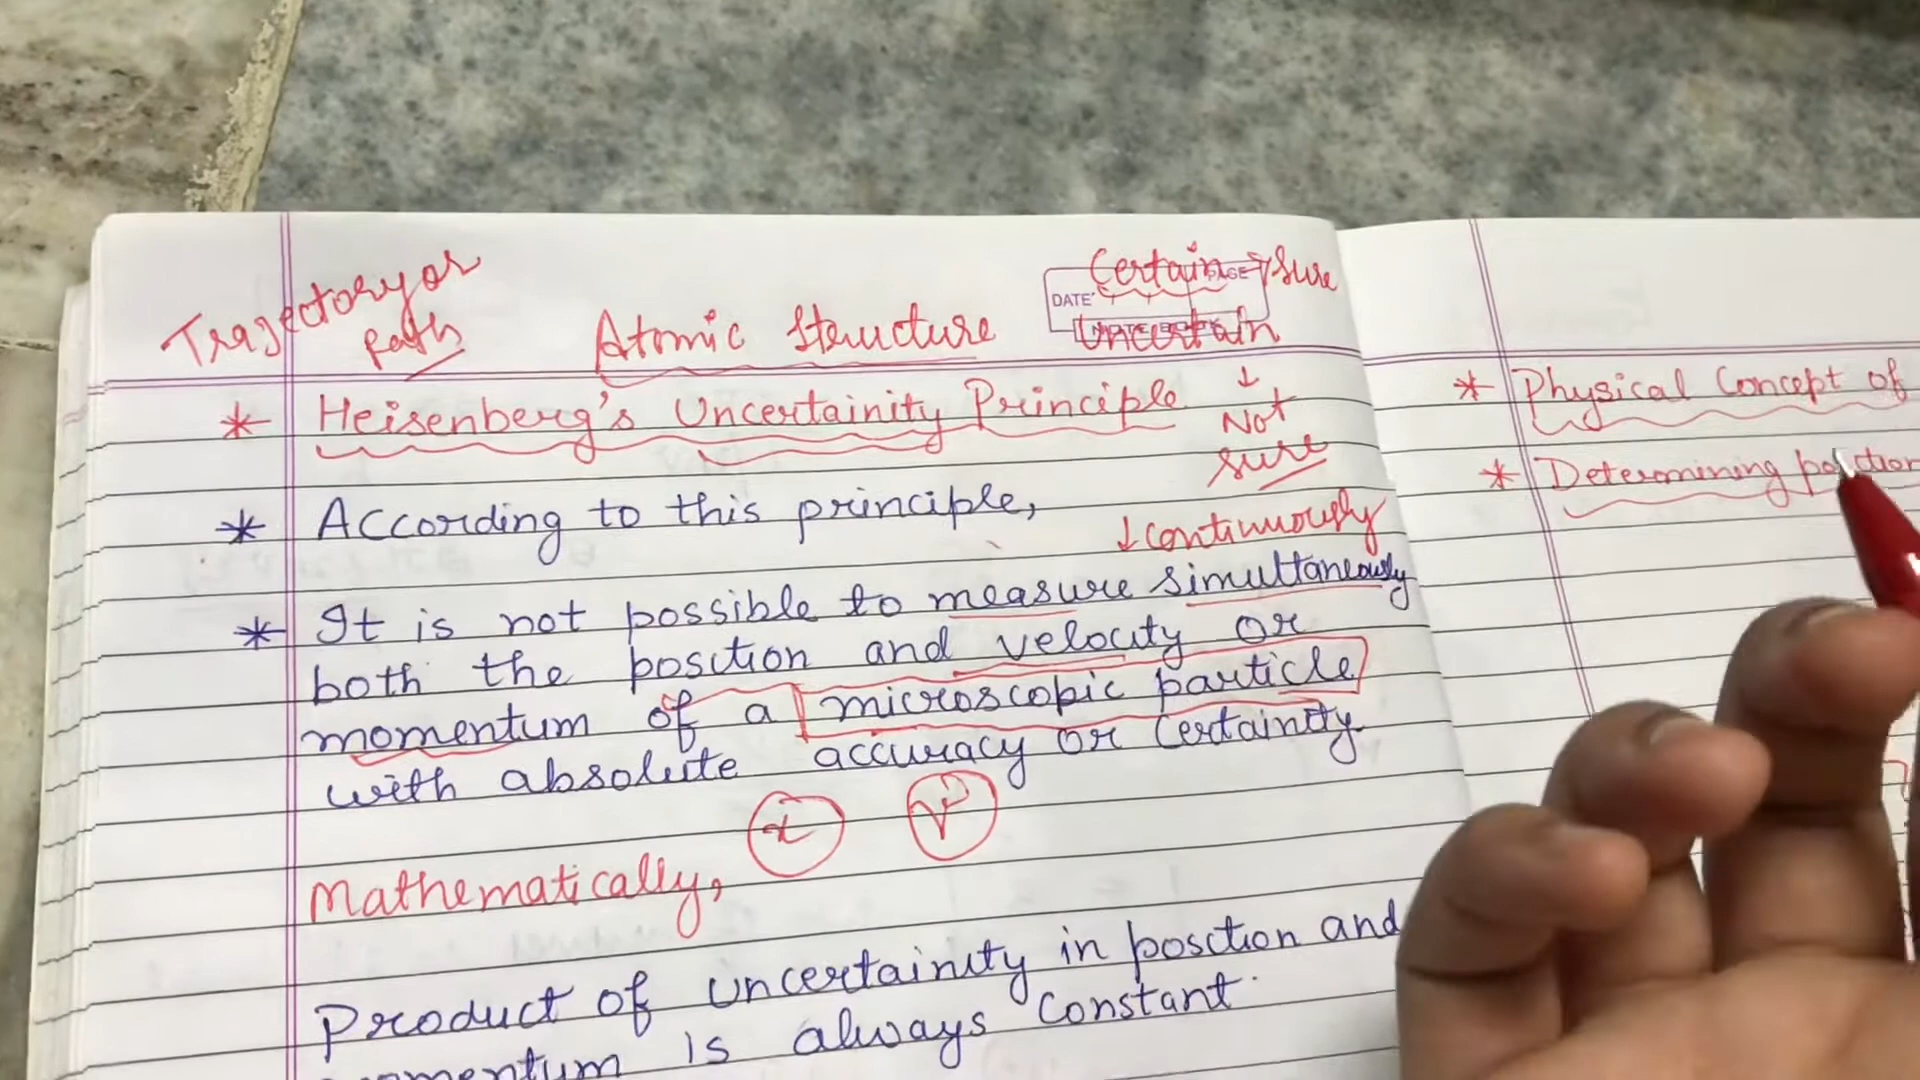 Trajectory or
path
Atomic Structure
Certain → Sure
DATE
Uncertain
↓
Not
sure
* Heisenberg's Uncertainity Principle
* According to this principle,
↓ continuously
* It is not possible to measure simultaneously
both the position and velocity or
momentum of a microscopic particle
with absolute accuracy or certainity
x v
Mathematically,
Product of uncertainity in position and
momentum is always constant.
* Physical Concept of
* Determining position